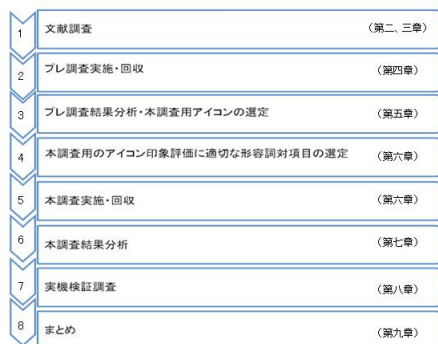 1 文献調査 （第二、三章）
2 プレ調査実施・回収 （第四章）
3 プレ調査結果分析・本調査用アイコンの選定 （第五章）
4 本調査用のアイコン印象評価に適切な形容詞対項目の選定 （第六章）
5 本調査実施・回収 （第六章）
6 本調査結果分析 （第七章）
7 実機検証調査 （第八章）
8 まとめ （第九章）